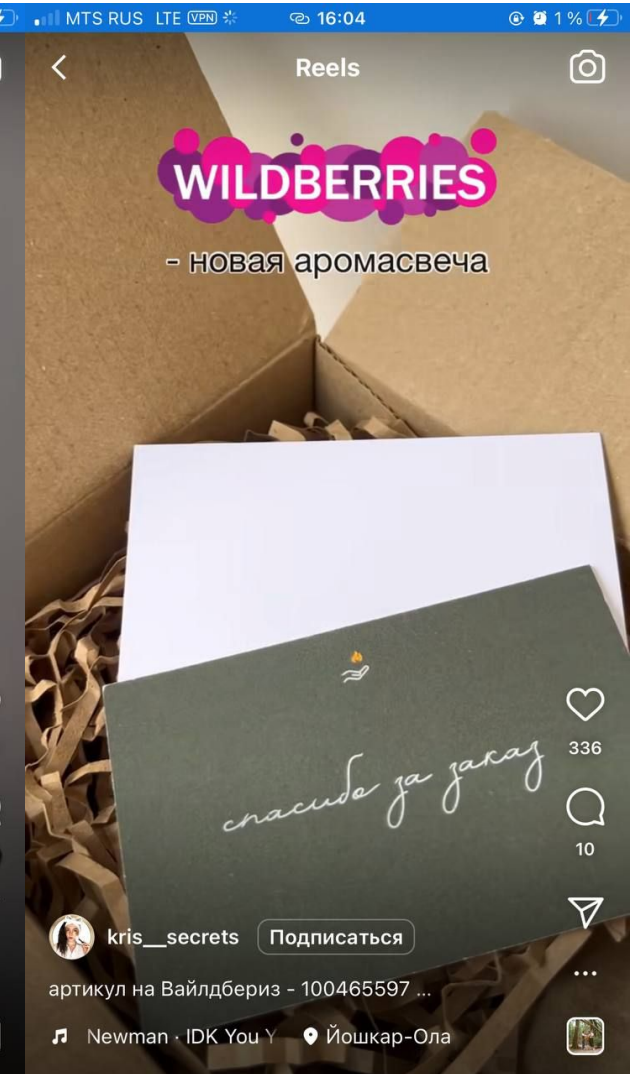 MTS RUS LTE VPN 16:04 1 %
Reels
WILDBERRIES
- новая аромасвеча
спасибо за заказ
336
10
kris__secrets Подписаться
артикул на Вайлдбериз - 100465597 ...
Newman · IDK You Y Йошкар-Ола